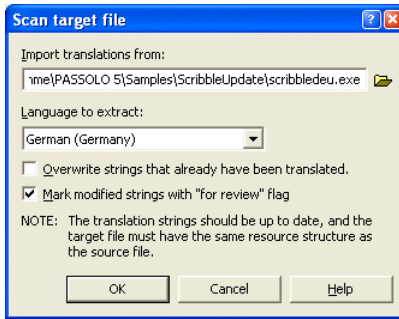 Scan target file
Import translations from:
ıme\PASSOLO 5\Samples\ScribbleUpdate\scribbledeu.exe
Language to extract:
German (Germany)
Overwrite strings that already have been translated.
Mark modified strings with "for review" flag
NOTE: The translation strings should be up to date, and the
target file must have the same resource structure as
the source file.
OK Cancel Help